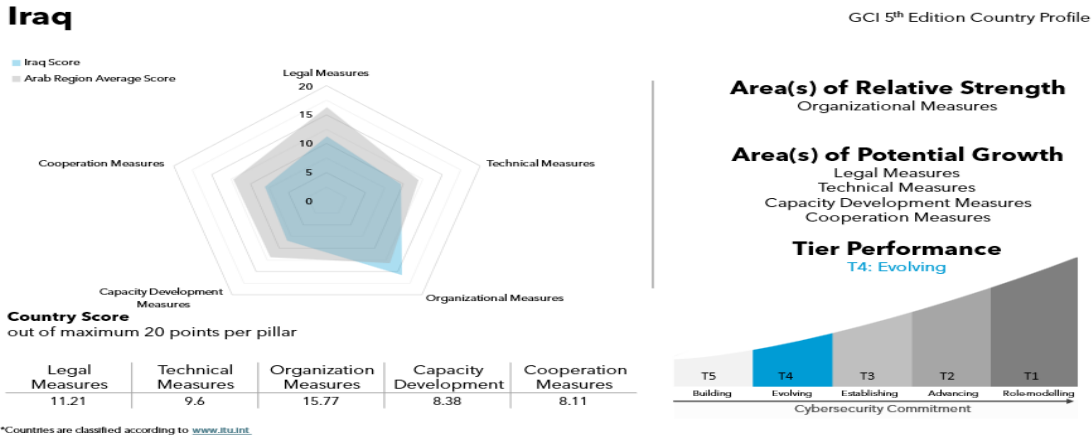 Iraq
GCI 5th Edition Country Profile
Iraq Score
Arab Region Average Score
Legal Measures
20
15
10
5
0
Cooperation Measures
Technical Measures
Capacity Development
Measures
Organizational Measures
Country Score
out of maximum 20 points per pillar
Legal Measures
Technical Measures
Organization Measures
Capacity Development
Cooperation Measures
11.21 9.6 15.77 8.38 8.11
*Countries are classified according to www.itu.int
Area(s) of Relative Strength
Organizational Measures
Area(s) of Potential Growth
Legal Measures
Technical Measures
Capacity Development Measures
Cooperation Measures
Tier Performance
T4: Evolving
T5 T4 T3 T2 T1
Building Evolving Establishing Advancing Role-modelling
Cybersecurity Commitment